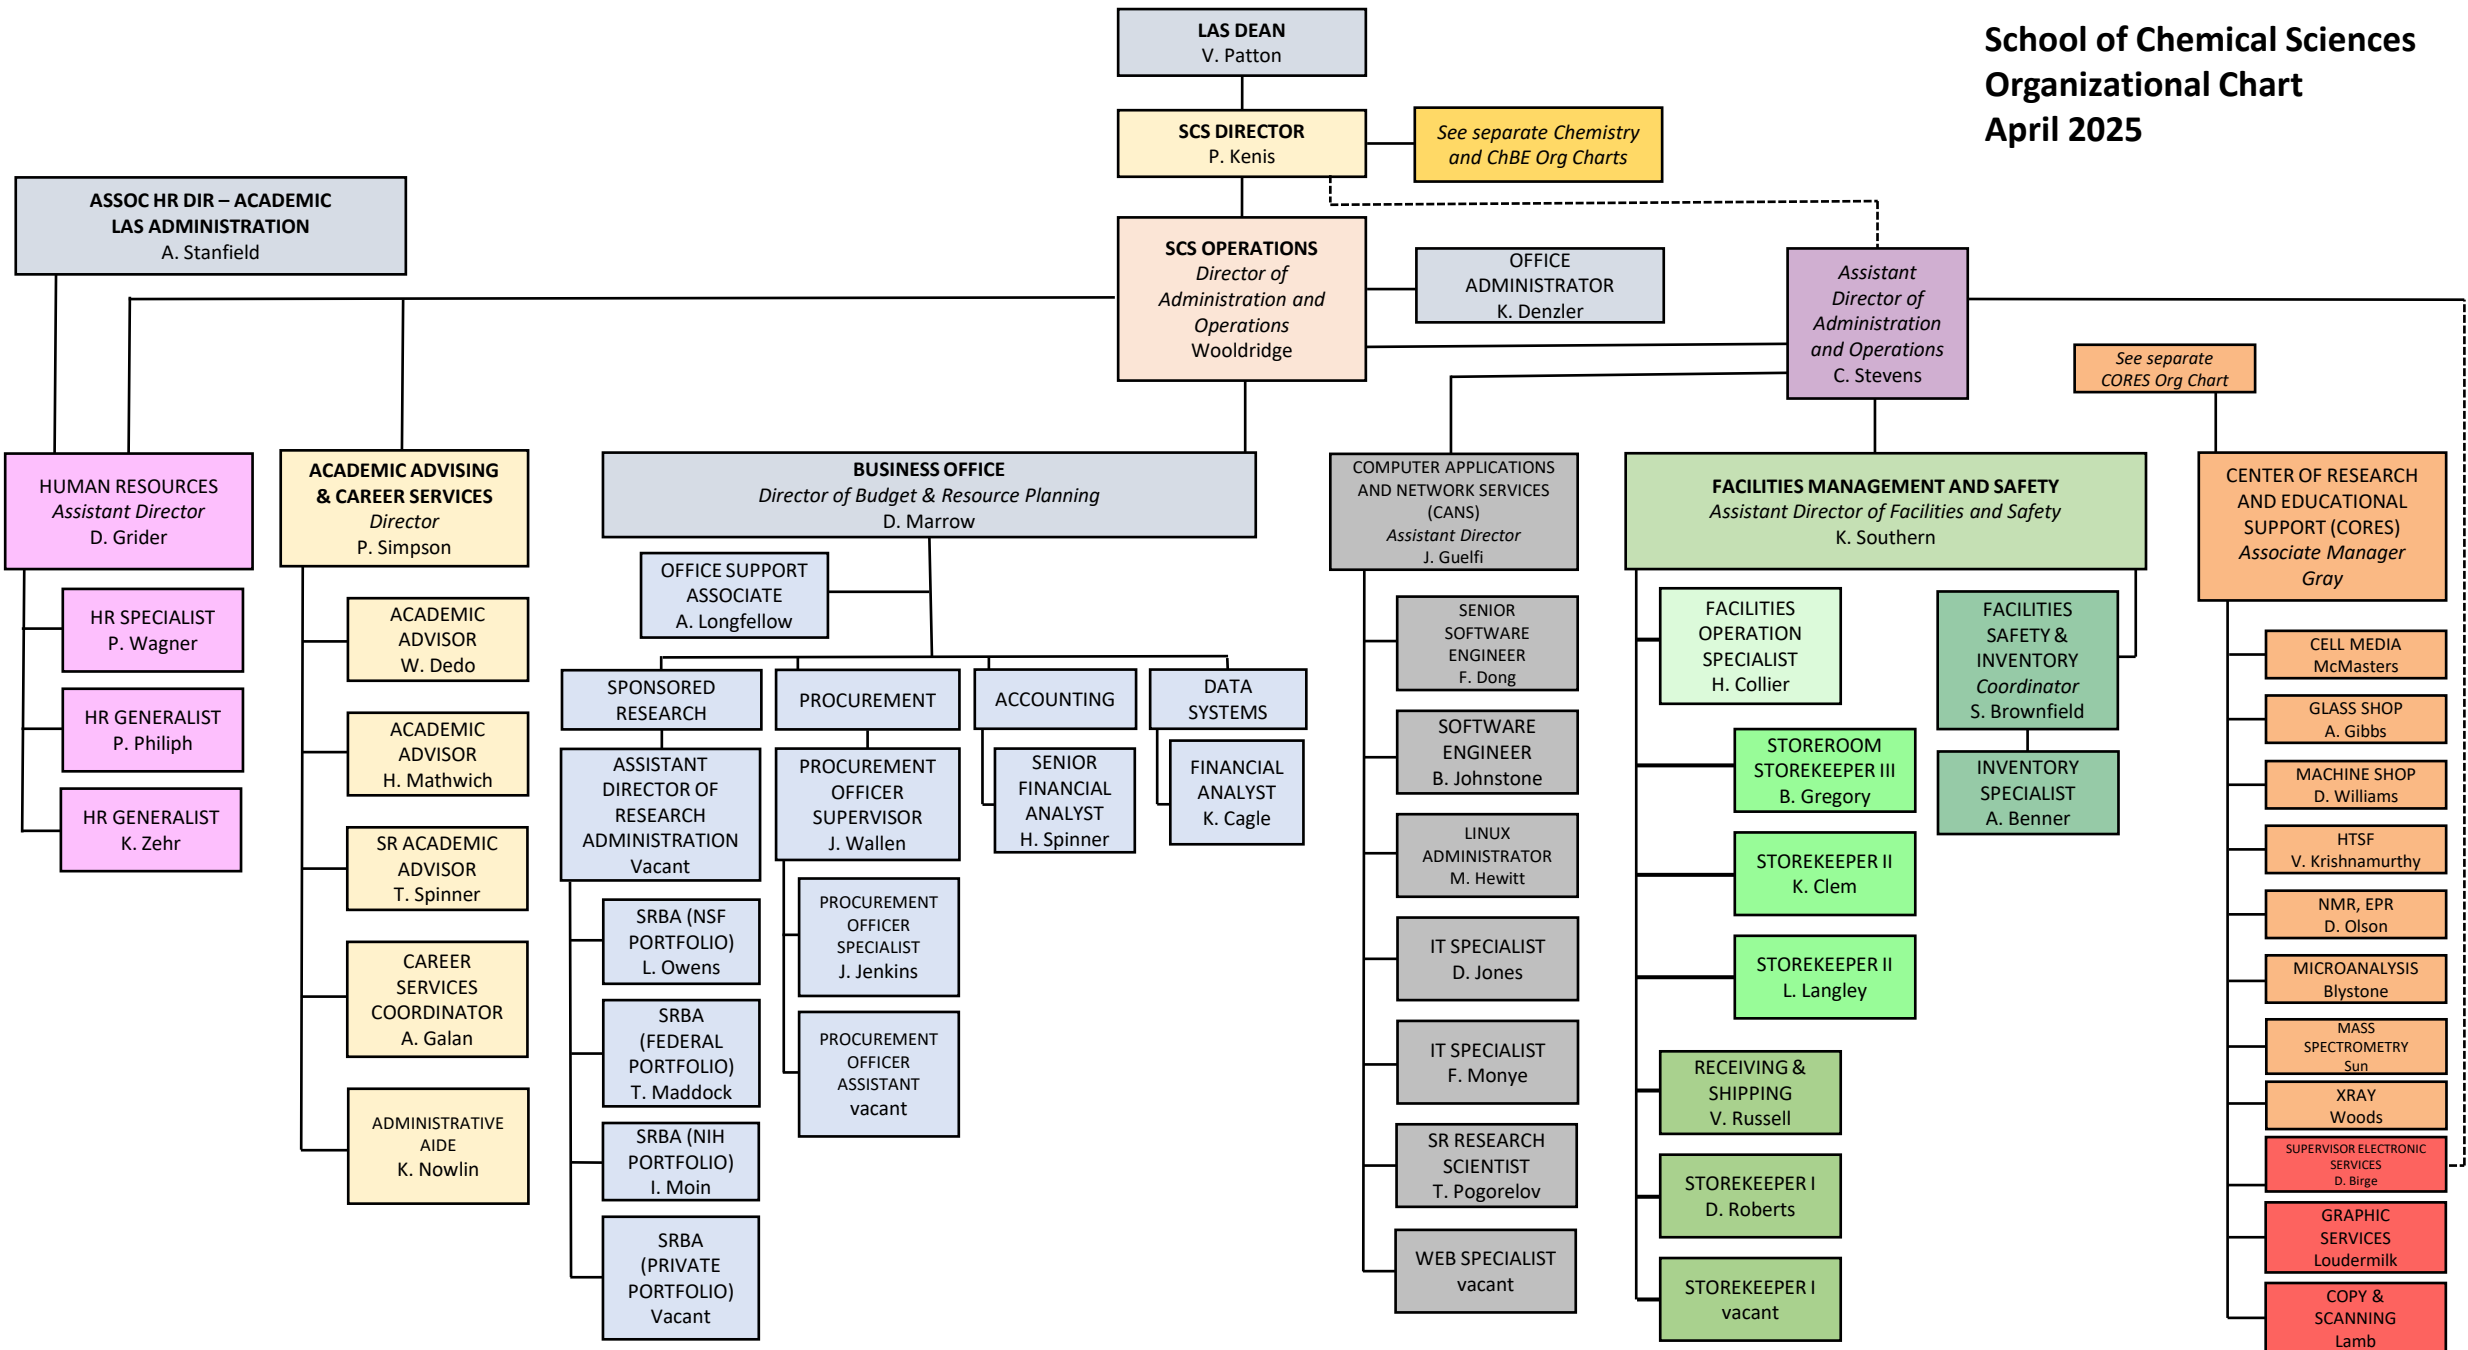 School of Chemical Sciences
Organizational Chart
April 2025
LAS DEAN
V. Patton
SCS DIRECTOR
P. Kenis
See separate Chemistry
and ChBE Org Charts
ASSOC HR DIR – ACADEMIC
LAS ADMINISTRATION
A. Stanfield
SCS OPERATIONS
Director of
Administration and
Operations
Wooldridge
OFFICE
ADMINISTRATOR
K. Denzler
Assistant
Director of
Administration
and Operations
C. Stevens
See separate
CORES Org Chart
HUMAN RESOURCES
Assistant Director
D. Grider
HR SPECIALIST
P. Wagner
HR GENERALIST
P. Philiph
HR GENERALIST
K. Zehr
ACADEMIC ADVISING
& CAREER SERVICES
Director
P. Simpson
ACADEMIC
ADVISOR
W. Dedo
ACADEMIC
ADVISOR
H. Mathwich
SR ACADEMIC
ADVISOR
T. Spinner
CAREER
SERVICES
COORDINATOR
A. Galan
ADMINISTRATIVE
AIDE
K. Nowlin
BUSINESS OFFICE
Director of Budget & Resource Planning
D. Marrow
OFFICE SUPPORT
ASSOCIATE
A. Longfellow
SPONSORED
RESEARCH
ASSISTANT
DIRECTOR OF
RESEARCH
ADMINISTRATION
Vacant
SRBA (NSF
PORTFOLIO)
L. Owens
SRBA
(FEDERAL
PORTFOLIO)
T. Maddock
SRBA (NIH
PORTFOLIO)
I. Moin
SRBA
(PRIVATE
PORTFOLIO)
Vacant
PROCUREMENT
PROCUREMENT
OFFICER
SUPERVISOR
J. Wallen
PROCUREMENT
OFFICER
SPECIALIST
J. Jenkins
PROCUREMENT
OFFICER
ASSISTANT
vacant
ACCOUNTING
SENIOR
FINANCIAL
ANALYST
H. Spinner
DATA
SYSTEMS
FINANCIAL
ANALYST
K. Cagle
COMPUTER APPLICATIONS
AND NETWORK SERVICES
(CANS)
Assistant Director
J. Guelfi
SENIOR
SOFTWARE
ENGINEER
F. Dong
SOFTWARE
ENGINEER
B. Johnstone
LINUX
ADMINISTRATOR
M. Hewitt
IT SPECIALIST
D. Jones
IT SPECIALIST
F. Monye
SR RESEARCH
SCIENTIST
T. Pogorelov
WEB SPECIALIST
vacant
FACILITIES MANAGEMENT AND SAFETY
Assistant Director of Facilities and Safety
K. Southern
FACILITIES
OPERATION
SPECIALIST
H. Collier
STOREROOM
STOREKEEPER III
B. Gregory
STOREKEEPER II
K. Clem
STOREKEEPER II
L. Langley
RECEIVING &
SHIPPING
V. Russell
STOREKEEPER I
D. Roberts
STOREKEEPER I
vacant
FACILITIES
SAFETY &
INVENTORY
Coordinator
S. Brownfield
INVENTORY
SPECIALIST
A. Benner
CENTER OF RESEARCH
AND EDUCATIONAL
SUPPORT (CORES)
Associate Manager
Gray
CELL MEDIA
McMasters
GLASS SHOP
A. Gibbs
MACHINE SHOP
D. Williams
HTSF
V. Krishnamurthy
NMR, EPR
D. Olson
MICROANALYSIS
Blystone
MASS
SPECTROMETRY
Sun
XRAY
Woods
SUPERVISOR ELECTRONIC
SERVICES
D. Birge
GRAPHIC
SERVICES
Loudermilk
COPY &
SCANNING
Lamb